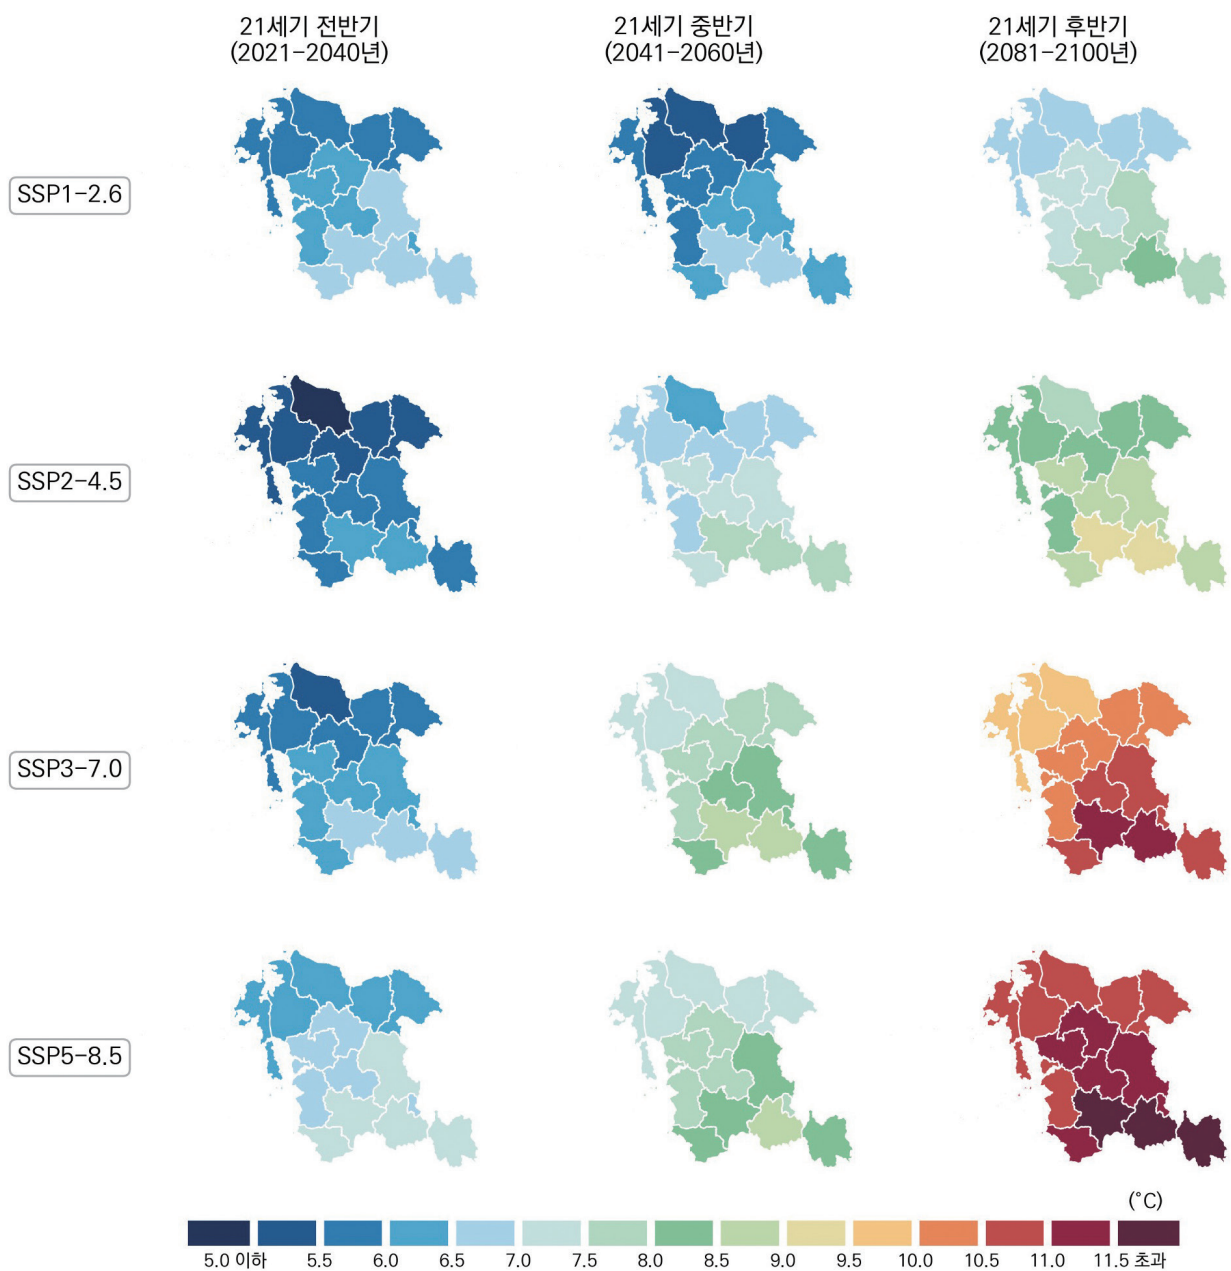 21세기 전반기
(2021-2040년)
21세기 중반기
(2041-2060년)
21세기 후반기
(2081-2100년)
SSP1-2.6
SSP2-4.5
SSP3-7.0
SSP5-8.5
(°C)
5.0 이하 5.5 6.0 6.5 7.0 7.5 8.0 8.5 9.0 9.5 10.0 10.5 11.0 11.5 초과